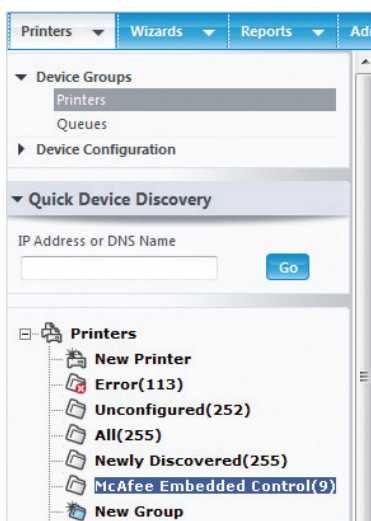 Printers Wizards Reports Ad
Device Groups
Printers
Queues
Device Configuration
Quick Device Discovery
IP Address or DNS Name
Go
Printers
New Printer
Error(113)
Unconfigured(252)
All(255)
Newly Discovered(255)
McAfee Embedded Control(9)
New Group